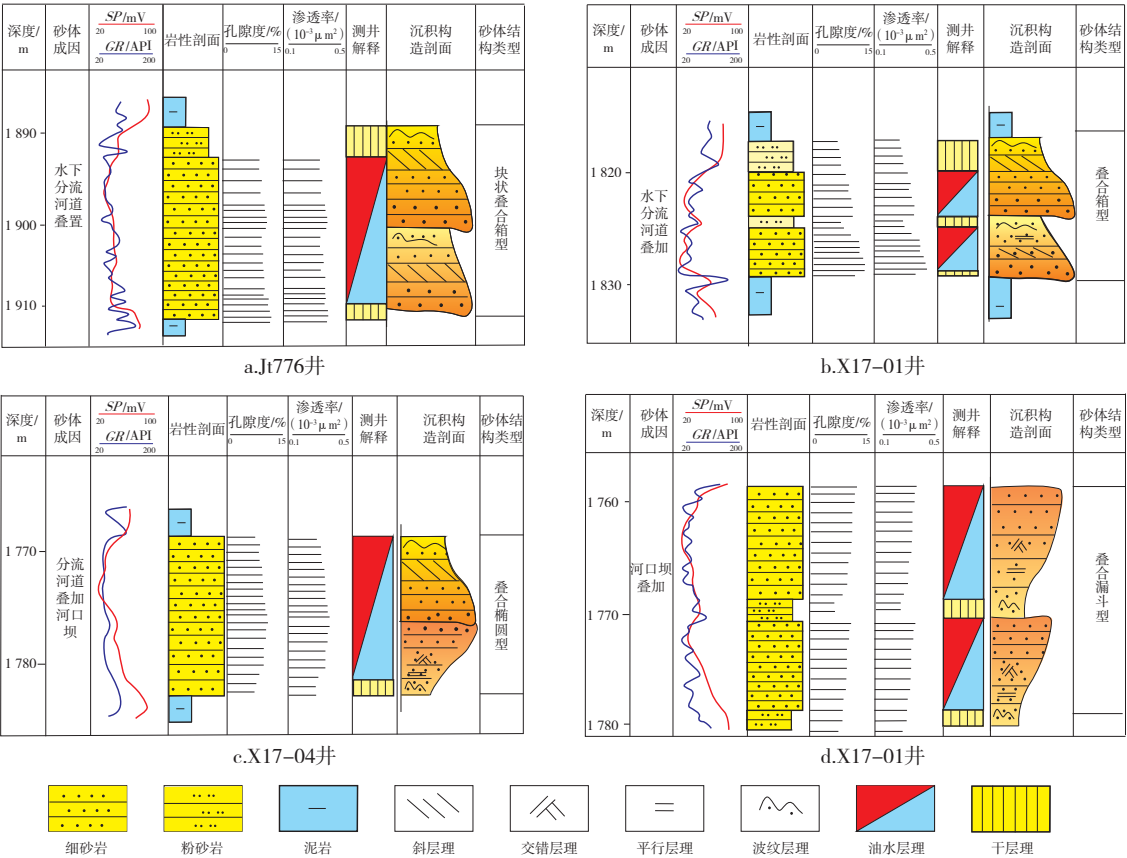 深度/
m
砂体
成因
SP/mV
20 100
GR/API
20 200
岩性剖面
孔隙度/%
0 15
渗透率/
(10⁻³μm²)
0.1 0.5
测井
解释
沉积构
造剖面
砂体结
构类型
1 890
1 900
1 910
水下
分流
河道
叠置
块状叠合箱型
a.Jt776井
深度/
m
砂体
成因
SP/mV
20 100
GR/API
20 200
岩性剖面
孔隙度/%
0 15
渗透率/
(10⁻³μm²)
0.1 0.5
测井
解释
沉积构
造剖面
砂体结
构类型
1 820
1 830
水下
分流
河道
叠加
叠合箱型
b.X17-01井
深度/
m
砂体
成因
SP/mV
20 100
GR/API
20 200
岩性剖面
孔隙度/%
0 15
渗透率/
(10⁻³μm²)
0.1 0.5
测井
解释
沉积构
造剖面
砂体结
构类型
1 770
1 780
分流
河道
叠加
河口
坝
叠合椭圆型
c.X17-04井
深度/
m
砂体
成因
SP/mV
20 100
GR/API
20 200
岩性剖面
孔隙度/%
0 15
渗透率/
(10⁻³μm²)
0.1 0.5
测井
解释
沉积构
造剖面
砂体结
构类型
1 760
1 770
1 780
河口坝
叠加
叠合漏斗型
d.X17-01井
细砂岩 粉砂岩 泥岩 斜层理 交错层理 平行层理 波纹层理 油水层理 干层理